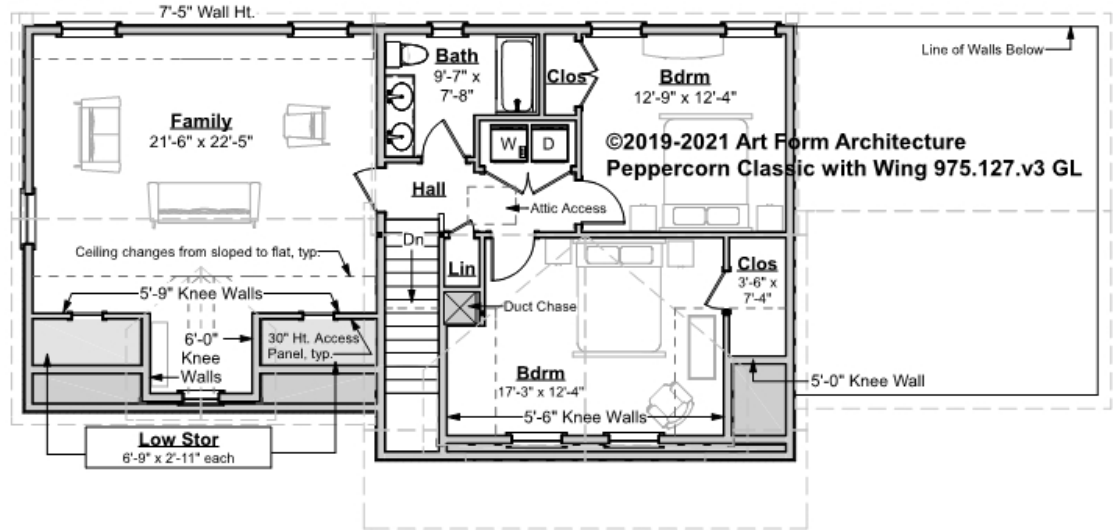 7'-5" Wall Ht.
Line of Walls Below
Bath
9'-7" x
7'-8"
Clos
Bdrm
12'-9" x 12'-4"
Family
21'-6" x 22'-5"
W
D
©2019-2021 Art Form Architecture
Peppercorn Classic with Wing 975.127.v3 GL
Hall
Attic Access
Dn
Ceiling changes from sloped to flat, typ.
Lin
Clos
3'-6" x
7'-4"
5'-9" Knee Walls
Duct Chase
6'-0"
Knee
Walls
30" Ht. Access
Panel, typ.
Bdrm
17'-3" x 12'-4"
5'-0" Knee Wall
5'-6" Knee Walls
Low Stor
6'-9" x 2'-11" each